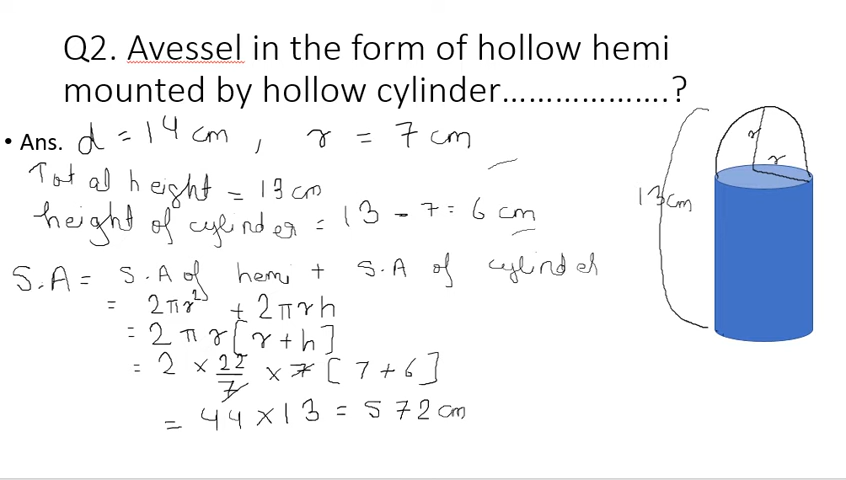 Q2. Avessel in the form of hollow hemi
mounted by hollow cylinder………………….?
• Ans. d = 14 cm, r = 7 cm
Total height = 13 cm
height of cylinder = 13 - 7 = 6 cm
S.A = S.A of hemi + S.A of cylinder
= 2πr² + 2πrh
= 2πr[r+h]
= 2 × 22/7 × 7 [7+6]
= 44 × 13 = 572 cm
r
r
13 cm